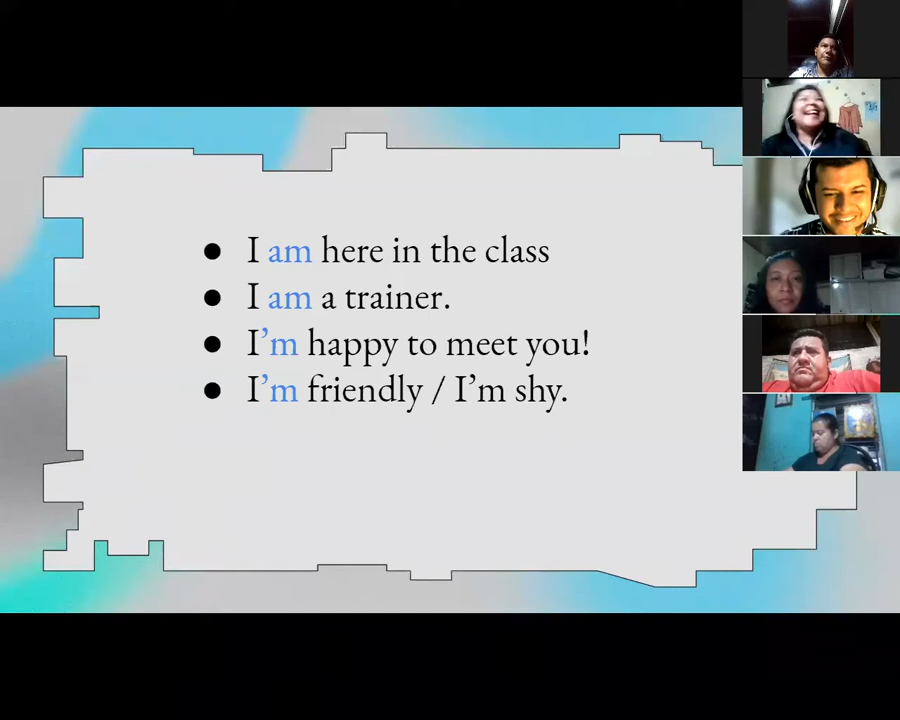 ● I am here in the class
● I am a trainer.
● I’m happy to meet you!
● I’m friendly / I’m shy.